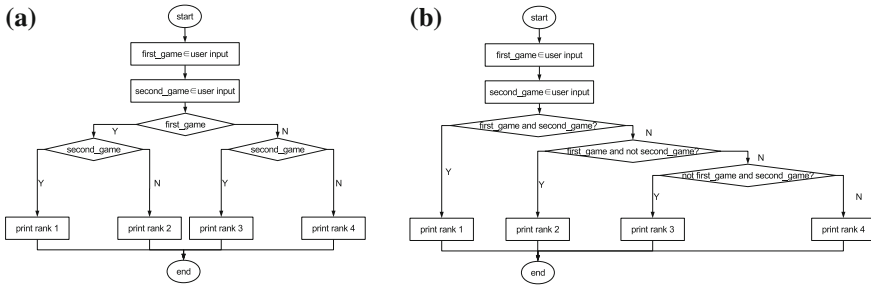 (a)
start
first_game∈user input
second_game∈user input
first_game
Y
N
second_game
second_game
Y
N
Y
N
print rank 1
print rank 2
print rank 3
print rank 4
end
(b)
start
first_game∈user input
second_game∈user input
first_game and second_game?
N
first_game and not second_game?
N
not first_game and second_game?
Y
Y
Y
N
print rank 1
print rank 2
print rank 3
print rank 4
end